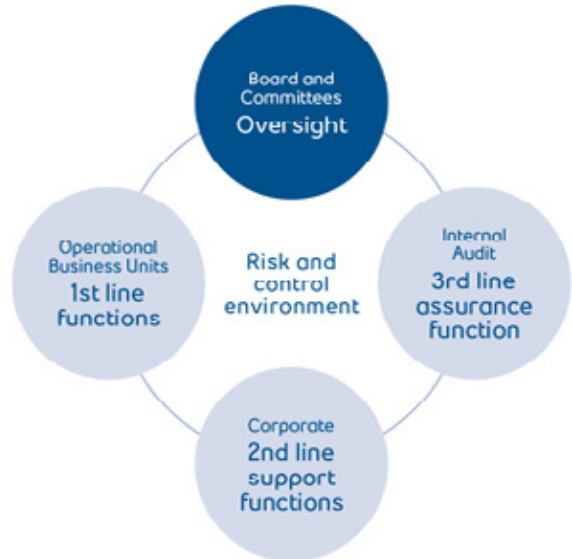 Board and
Committees
Oversight
Operational
Business Units
1st line
functions
Risk and
control
environment
Internal
Audit
3rd line
assurance
function
Corporate
2nd line
support
functions